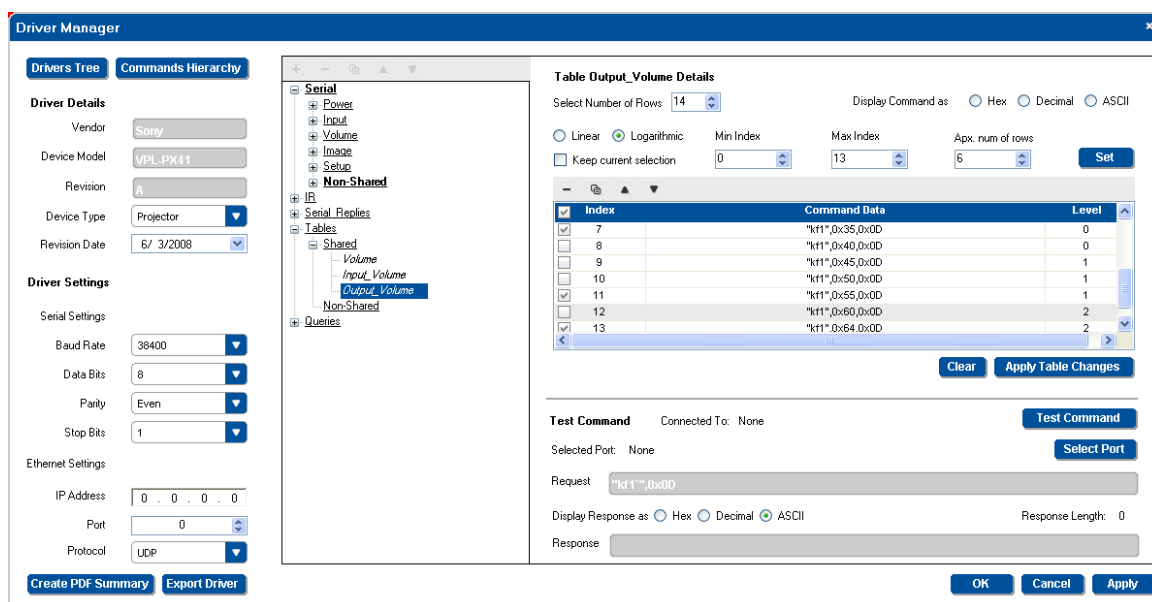 Driver Manager
Drivers Tree Commands Hierarchy
Driver Details
Vendor Sony
Device Model VPL-PX41
Revision A
Device Type Projector
Revision Date 6/ 3/2008
Driver Settings
Serial Settings
Baud Rate 38400
Data Bits 8
Parity Even
Stop Bits 1
Ethernet Settings
IP Address 0 . 0 . 0 . 0
Port 0
Protocol UDP
Create PDF Summary Export Driver
Serial
Power
Input
Volume
Image
Setup
Non-Shared
IR
Serial Replies
Tables
Shared
Volume
Input_Volume
Output_Volume
Non-Shared
Queries
Table Output_Volume Details
Select Number of Rows 14 Display Command as Hex Decimal ASCII
Linear Logarithmic Min Index Max Index Apx. num of rows
Keep current selection 0 13 6 Set
Index Command Data Level
7 "kf1",0x35,0x0D 0
8 "kf1",0x40,0x0D 0
9 "kf1",0x45,0x0D 1
10 "kf1",0x50,0x0D 1
11 "kf1",0x55,0x0D 1
12 "kf1",0x60,0x0D 2
13 "kf1",0x64,0x0D 2
Clear Apply Table Changes
Test Command Connected To: None Test Command
Selected Port: None Select Port
Request "kf1`",0x0D
Display Response as Hex Decimal ASCII Response Length: 0
Response
OK Cancel Apply